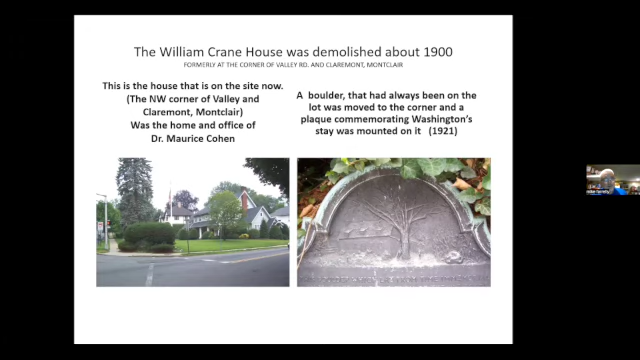 The William Crane House was demolished about 1900
FORMERLY AT THE CORNER OF VALLEY RD. AND CLAREMONT, MONTCLAIR
This is the house that is on the site now.
(The NW corner of Valley and
Claremont, Montclair)
Was the home and office of
Dr. Maurice Cohen
A boulder, that had always been on the
lot was moved to the corner and a
plaque commemorating Washington's
stay was mounted on it (1921)